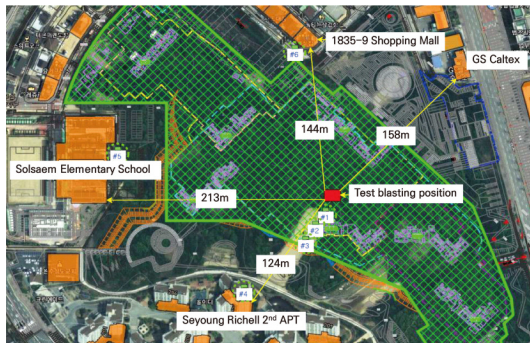 #6
1835-9 Shopping Mall
GS Caltex
144m
158m
#5
Solsaem Elementary School
213m
Test blasting position
#1
#2
#3
124m
#4
Seyoung Richell 2nd APT